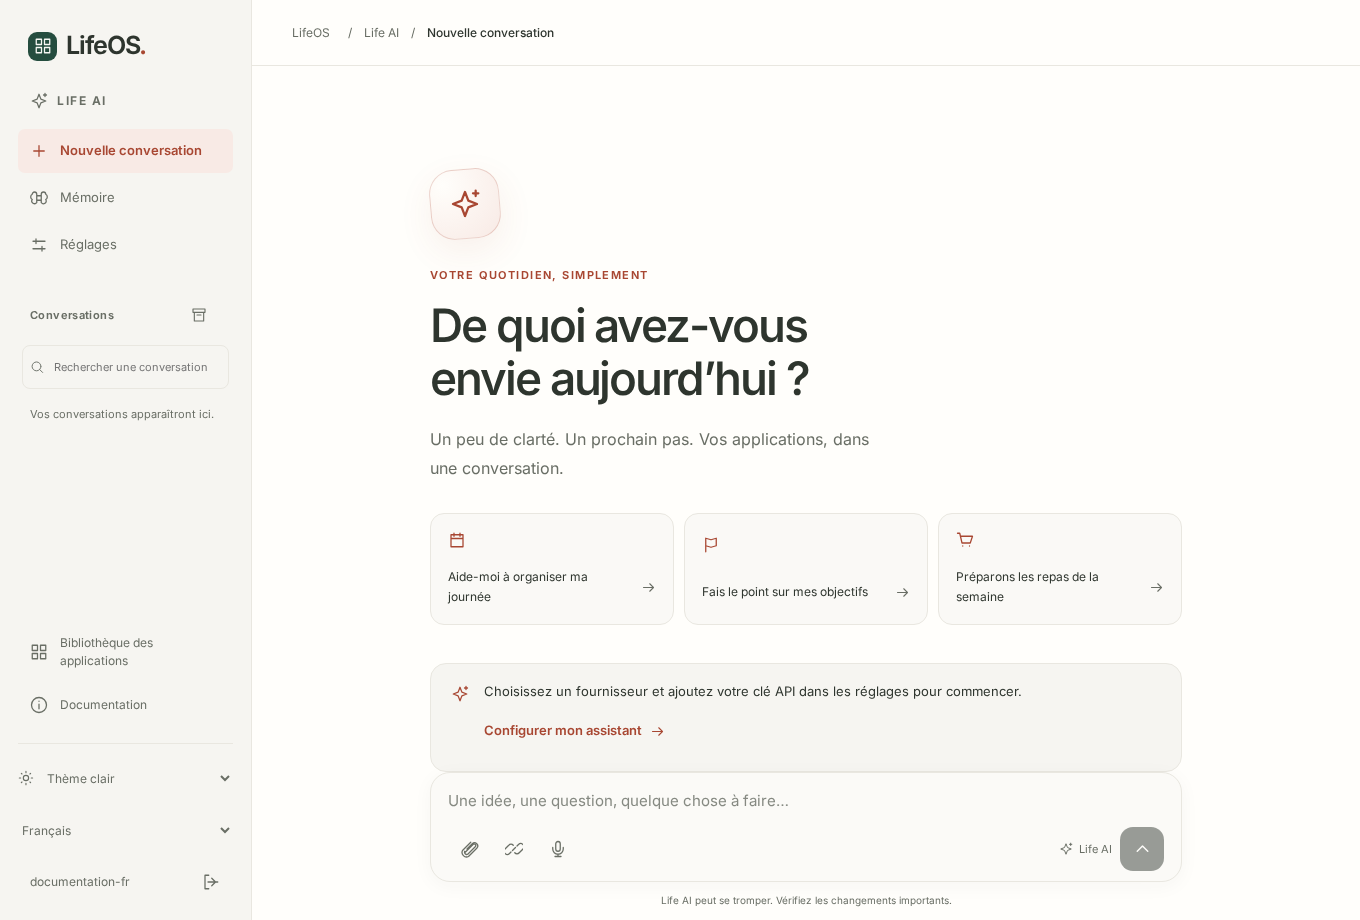 LifeOS.
LIFE AI
Nouvelle conversation
Mémoire
Réglages
Conversations
Rechercher une conversation
Vos conversations apparaîtront ici.
Bibliothèque des
applications
Documentation
Thème clair
Français
documentation-fr
LifeOS / Life AI / Nouvelle conversation
VOTRE QUOTIDIEN, SIMPLEMENT
De quoi avez-vous
envie aujourd’hui ?
Un peu de clarté. Un prochain pas. Vos applications, dans
une conversation.
Aide-moi à organiser ma
journée
Fais le point sur mes objectifs
Préparons les repas de la
semaine
Choisissez un fournisseur et ajoutez votre clé API dans les réglages pour commencer.
Configurer mon assistant
Une idée, une question, quelque chose à faire…
Life AI
Life AI peut se tromper. Vérifiez les changements importants.